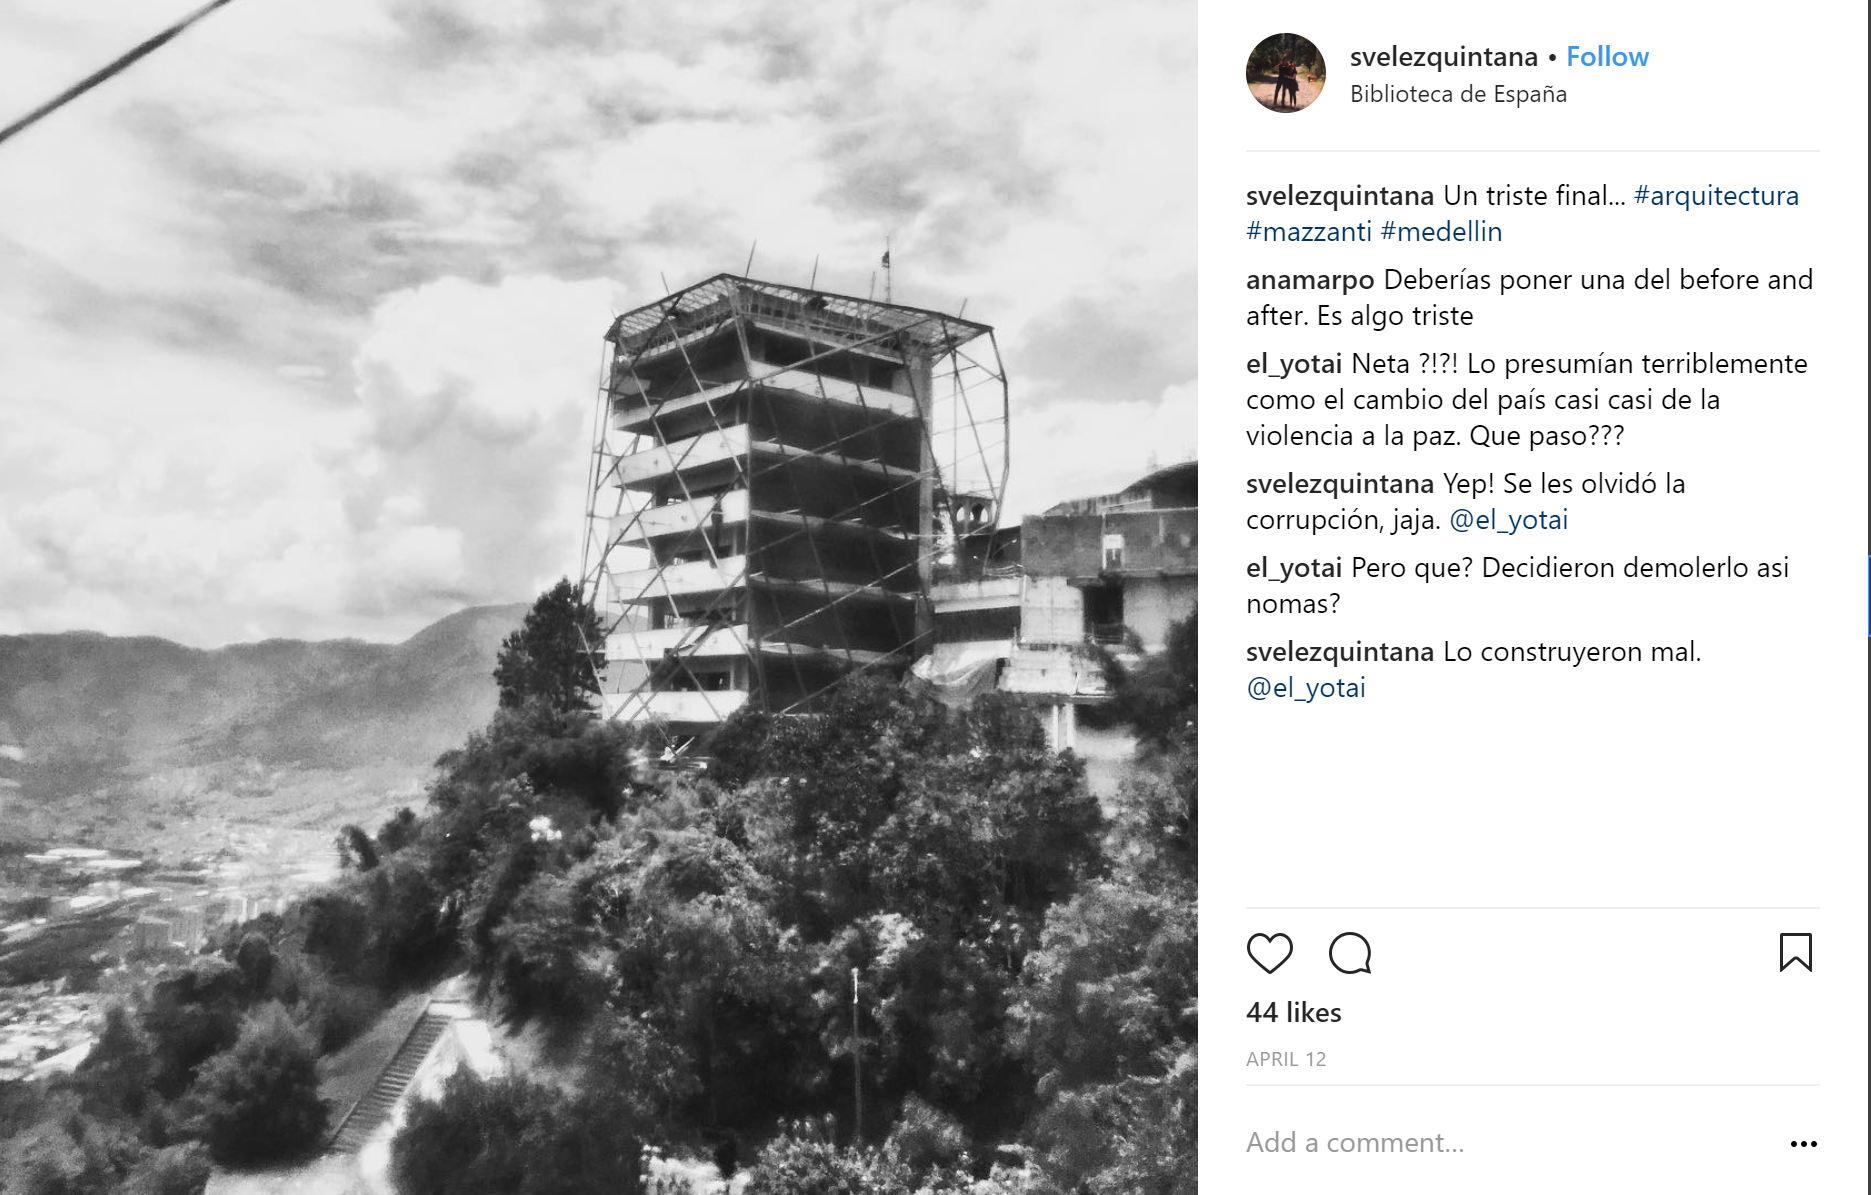 svelezquintana • Follow
Biblioteca de España
svelezquintana Un triste final... #arquitectura
#mazzanti #medellin
anamarpo Deberías poner una del before and
after. Es algo triste
el_yotai Neta ?!?! Lo presumían terriblemente
como el cambio del país casi casi de la
violencia a la paz. Que paso???
svelezquintana Yep! Se les olvidó la
corrupción, jaja. @el_yotai
el_yotai Pero que? Decidieron demolerlo asi
nomas?
svelezquintana Lo construyeron mal.
@el_yotai
44 likes
APRIL 12
Add a comment...